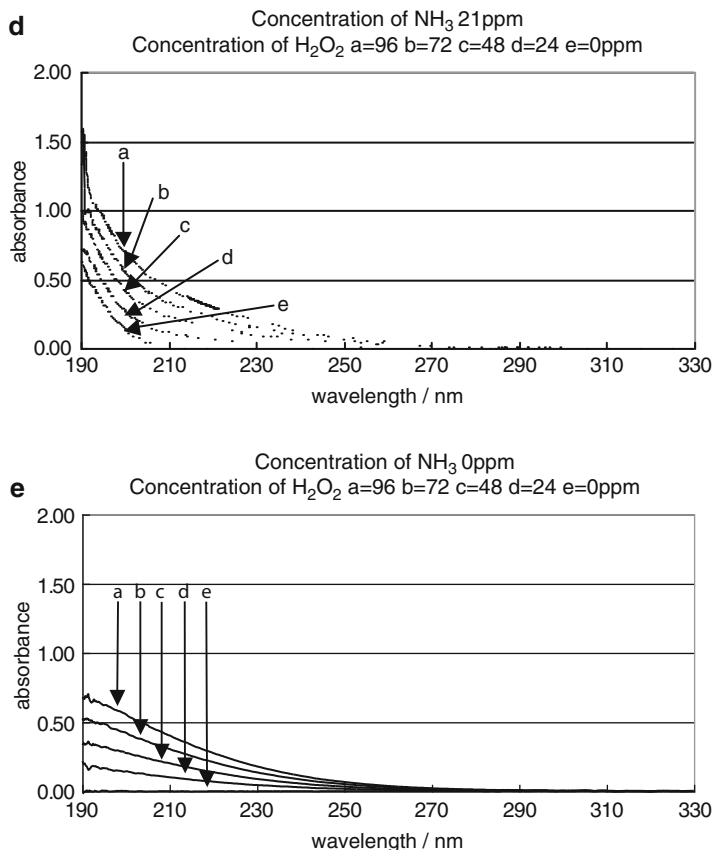 d
Concentration of NH3 21ppm
Concentration of H2O2 a=96 b=72 c=48 d=24 e=0ppm
absorbance
2.00
1.50
1.00
0.50
0.00
a
b
c
d
e
190 210 230 250 270 290 310 330
wavelength / nm
e
Concentration of NH3 0ppm
Concentration of H2O2 a=96 b=72 c=48 d=24 e=0ppm
absorbance
2.00
1.50
1.00
0.50
0.00
a b c d e
190 210 230 250 270 290 310 330
wavelength / nm